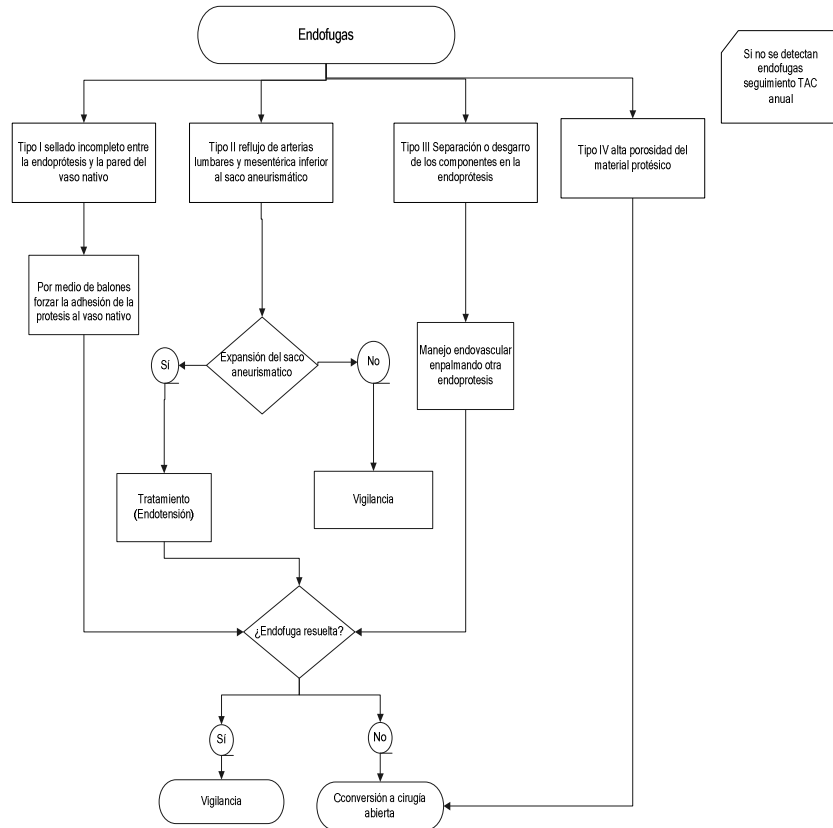 Endofugas
Si no se detectan
endofugas
seguimiento TAC
anual
Tipo I sellado incompleto entre
la endoprótesis y la pared del
vaso nativo
Tipo II reflujo de arterias
lumbares y mesentérica inferior
al saco aneurismático
Tipo III Separación o desgarro
de los componentes en la
endoprótesis
Tipo IV alta porosidad del
material protésico
Por medio de balones
forzar la adhesión de la
protesis al vaso nativo
Expansión del saco
aneurismatico
Sí
No
Manejo endovascular
enpalmando otra
endoprotesis
Tratamiento
(Endotensión)
Vigilancia
¿Endofuga resuelta?
Sí
No
Vigilancia
Cconversión a cirugía
abierta